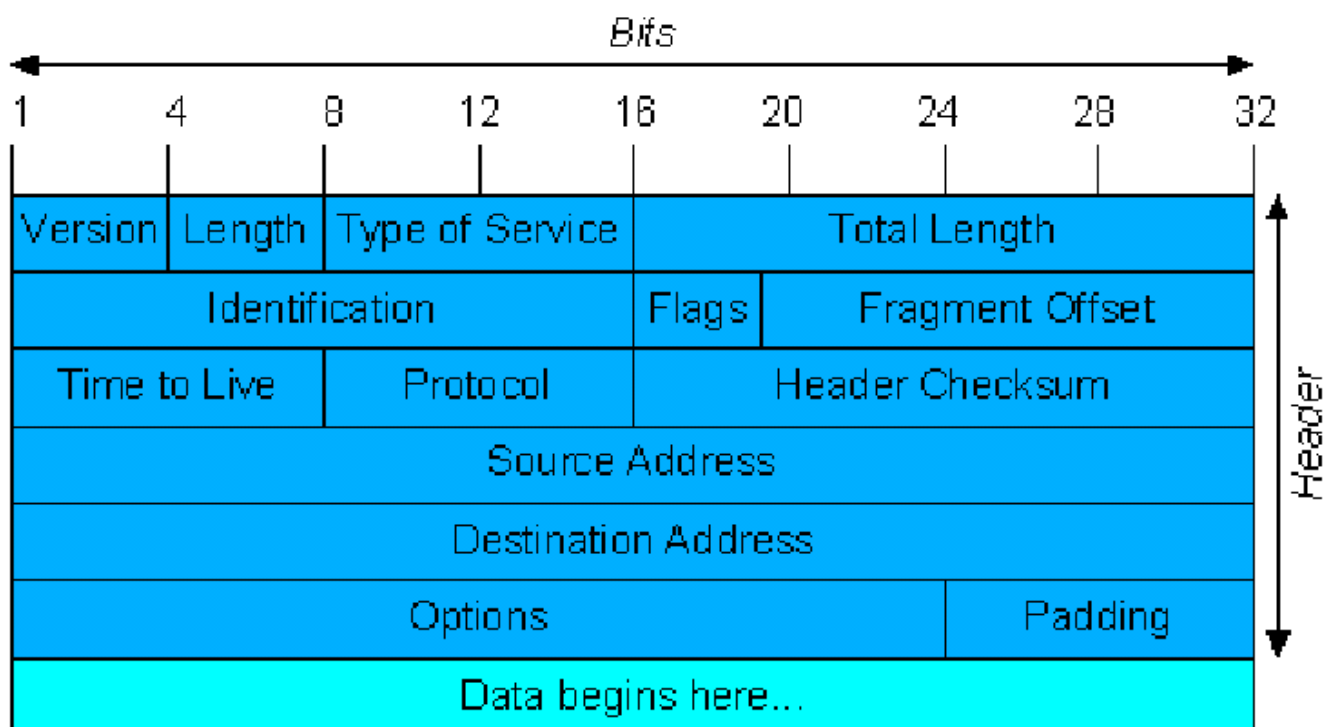 Bits
1 4 8 12 16 20 24 28 32
Version Length Type of Service Total Length
Identification Flags Fragment Offset
Time to Live Protocol Header Checksum
Source Address
Destination Address
Options Padding
Header
Data begins here...